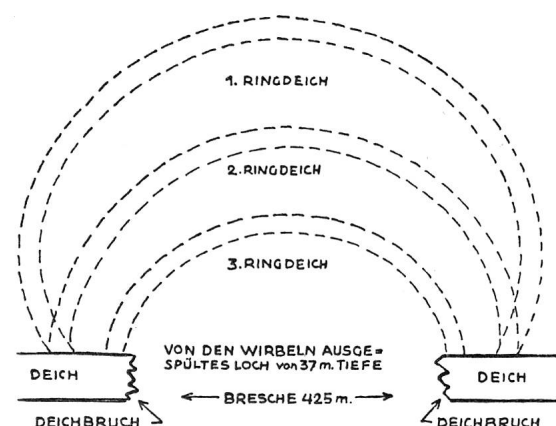 1. RINGDEICH
2. RINGDEICH
3. RINGDEICH
VON DEN WIRBELN AUSGE=
SPÜLTES LOCH von 37 m. TIEFE
DEICH
DEICH
BRESCHE 425 m.
DEICHBRUCH
DEICHBRUCH